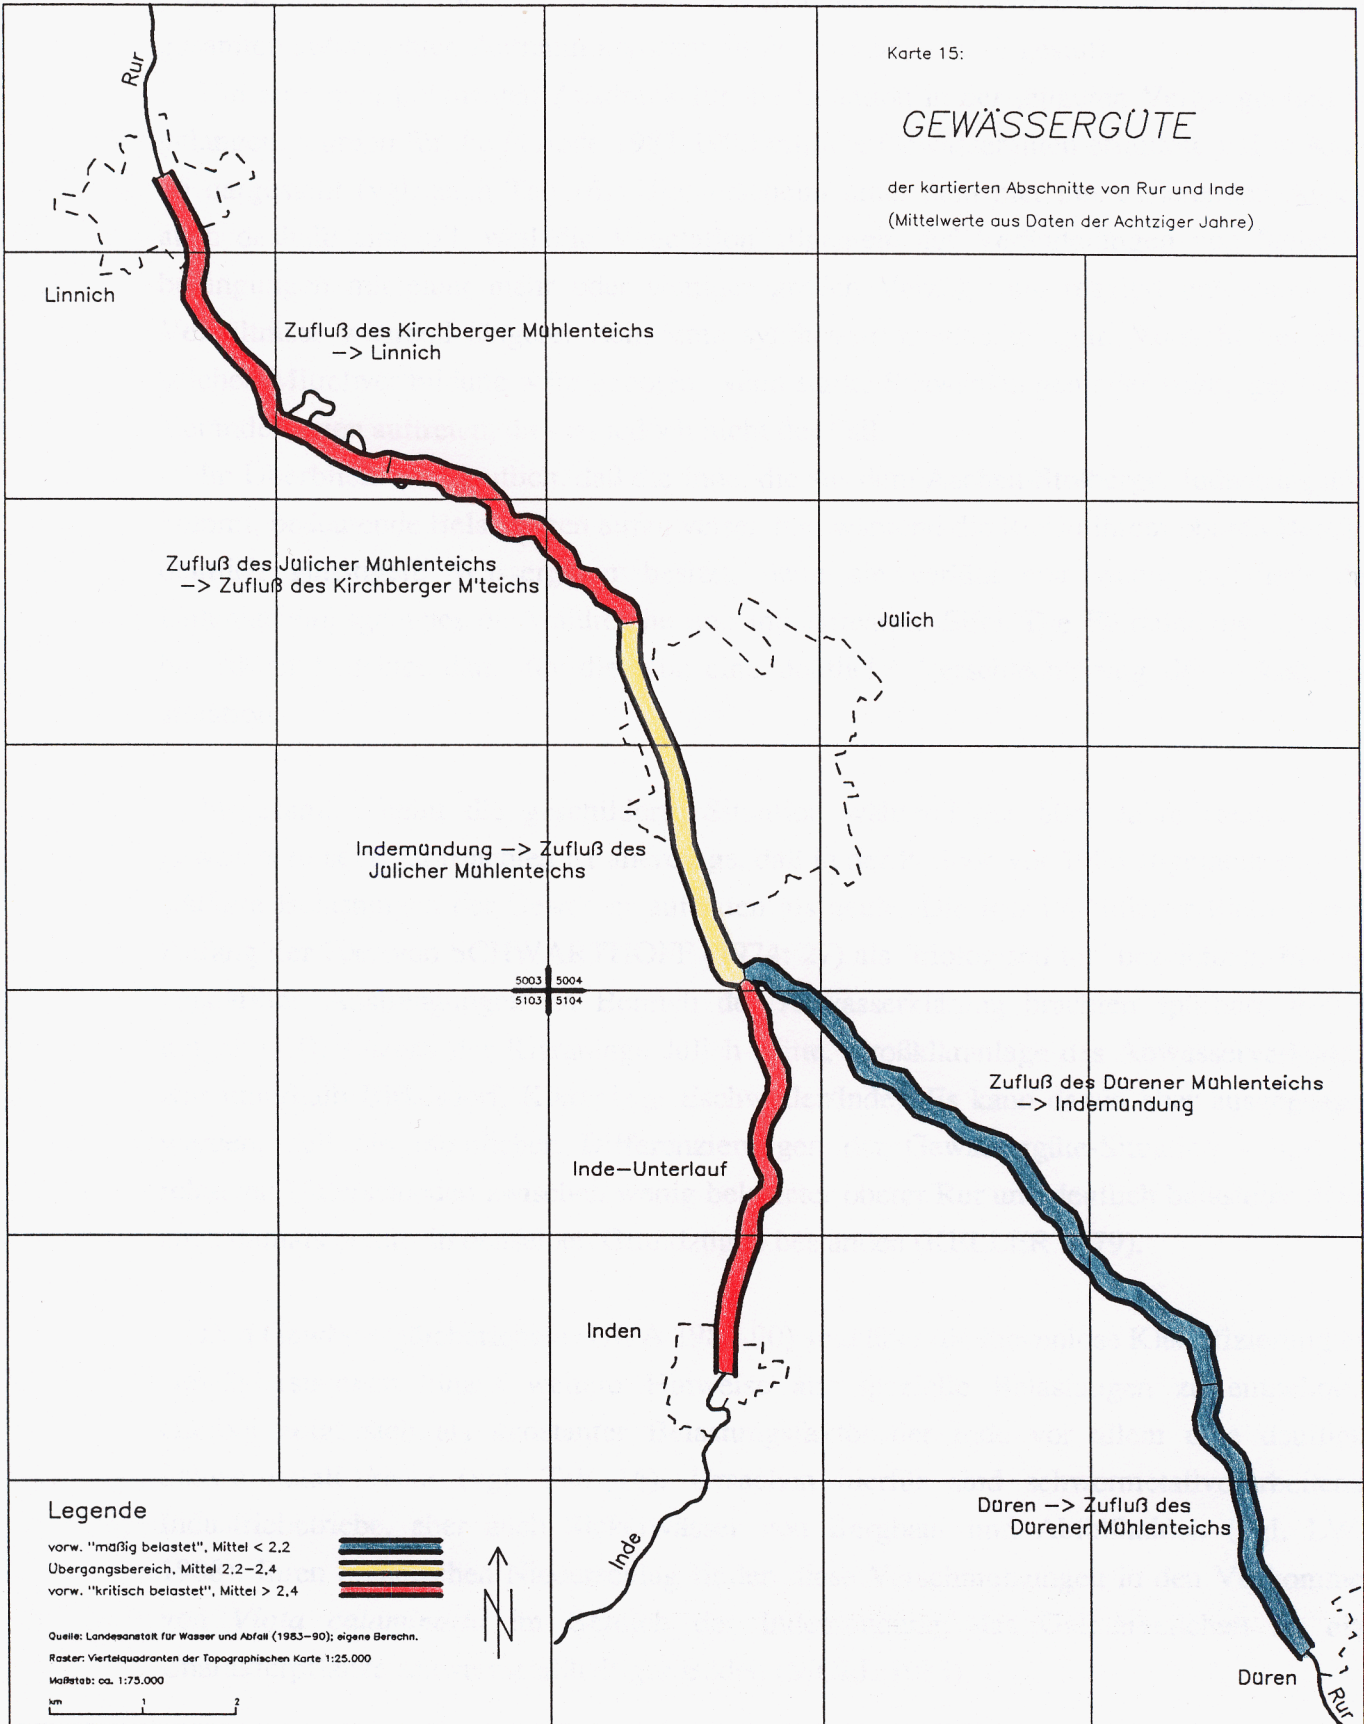 Karte 15:
GEWÄSSERGÜTE
der kartierten Abschnitte von Rur und Inde
(Mittelwerte aus Daten der Achtziger Jahre)
Rur
Linnich
Zufluß des Kirchberger Mühlenteichs
—> Linnich
Zufluß des Jülicher Mühlenteichs
—> Zufluß des Kirchberger M'teichs
Jülich
Indemündung —> Zufluß des
Jülicher Mühlenteichs
5003 5004
5103 5104
Zufluß des Dürener Mühlenteichs
—> Indemündung
Inde—Unterlauf
Inden
Düren —> Zufluß des
Dürener Mühlenteichs
Inde
Düren
Rur
Legende
vorw. "mäßig belastet", Mittel < 2,2
Übergangsbereich, Mittel 2,2—2,4
vorw. "kritisch belastet", Mittel > 2,4
N
Quelle: Landesanstalt für Wasser und Abfall (1983—90); eigene Berechn.
Raster: Viertelquadranten der Topographischen Karte 1:25.000
Maßstab: ca. 1:75.000
km 1 2